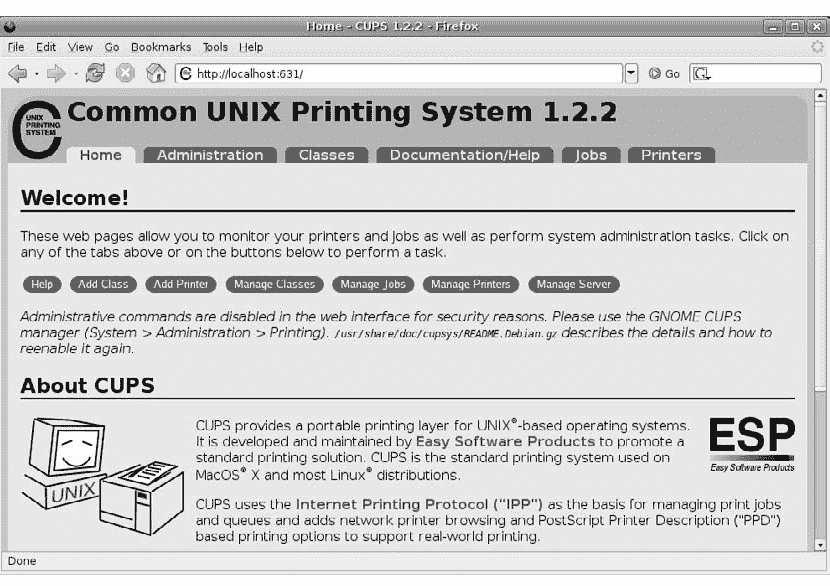 Home - CUPS 1.2.2 - Firefox
File Edit View Go Bookmarks Tools Help
http://localhost:631/ Go
UNIX
PRINTING
SYSTEM
Common UNIX Printing System 1.2.2
Home Administration Classes Documentation/Help Jobs Printers
Welcome!
These web pages allow you to monitor your printers and jobs as well as perform system administration tasks. Click on
any of the tabs above or on the buttons below to perform a task.
Help Add Class Add Printer Manage Classes Manage Jobs Manage Printers Manage Server
Administrative commands are disabled in the web interface for security reasons. Please use the GNOME CUPS
manager (System > Administration > Printing). /usr/share/doc/cupsys/README.Debian.gz describes the details and how to
reenable it again.
About CUPS
UNIX
CUPS provides a portable printing layer for UNIX®-based operating systems.
It is developed and maintained by Easy Software Products to promote a
standard printing solution. CUPS is the standard printing system used on
MacOS® X and most Linux® distributions.
ESP
Easy Software Products
CUPS uses the Internet Printing Protocol ("IPP") as the basis for managing print jobs
and queues and adds network printer browsing and PostScript Printer Description ("PPD")
based printing options to support real-world printing.
Done